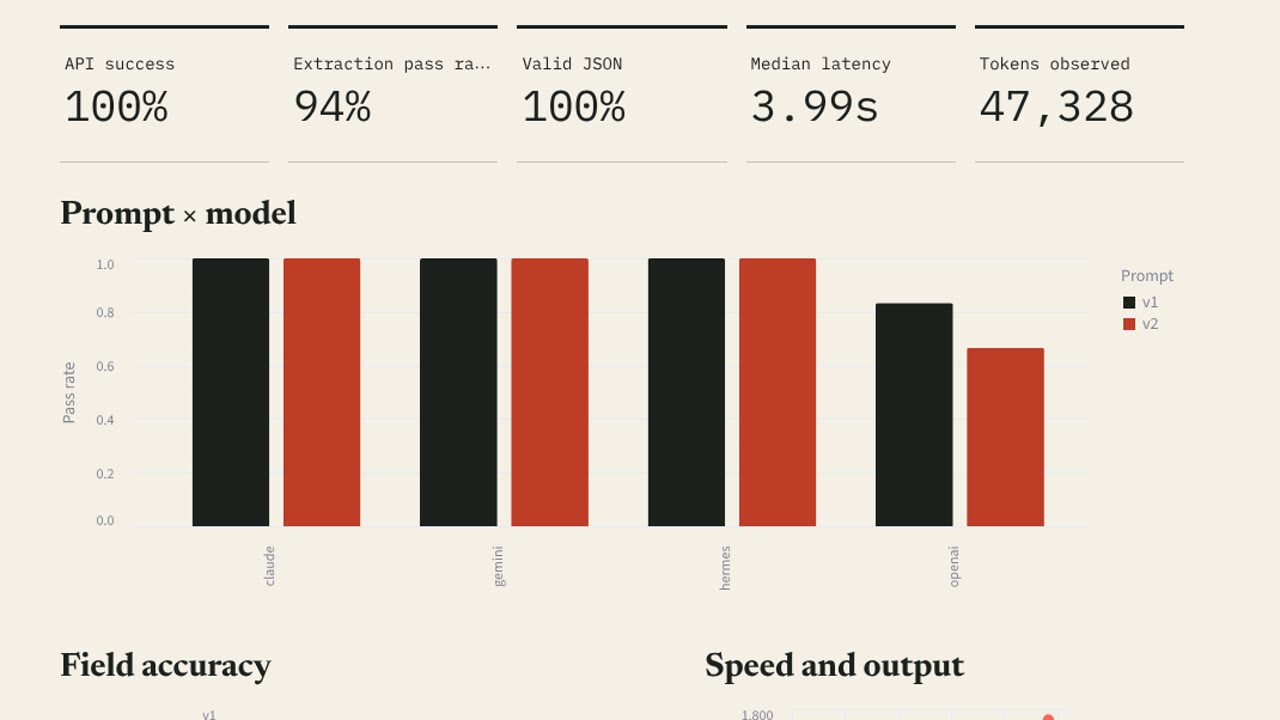 API success
Extraction pass ra…
Valid JSON
Median latency
Tokens observed
100%
94%
100%
3.99s
47,328
Prompt × model
1.0
0.8
0.6
0.4
0.2
0.0
Pass rate
claude
gemini
hermes
openai
Prompt
v1
v2
Field accuracy
Speed and output
v1
1,800